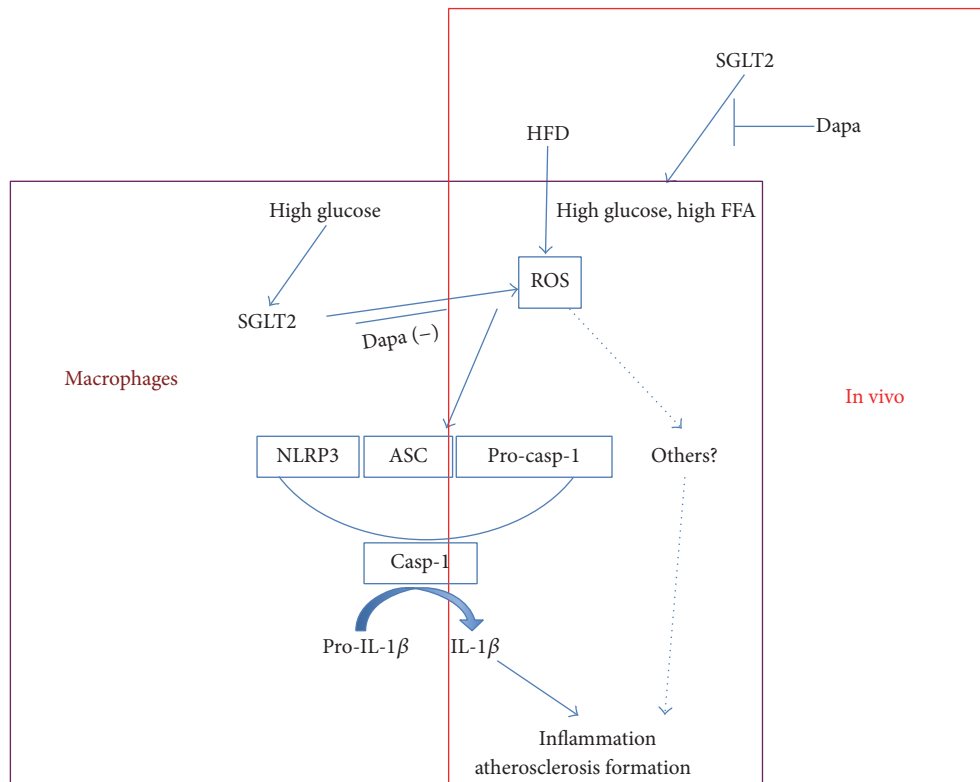 SGLT2
Dapa
HFD
High glucose
High glucose, high FFA
ROS
SGLT2
Dapa (−)
Macrophages
In vivo
NLRP3
ASC
Pro-casp-1
Others?
Casp-1
Pro-IL-1β
IL-1β
Inflammation
atherosclerosis formation